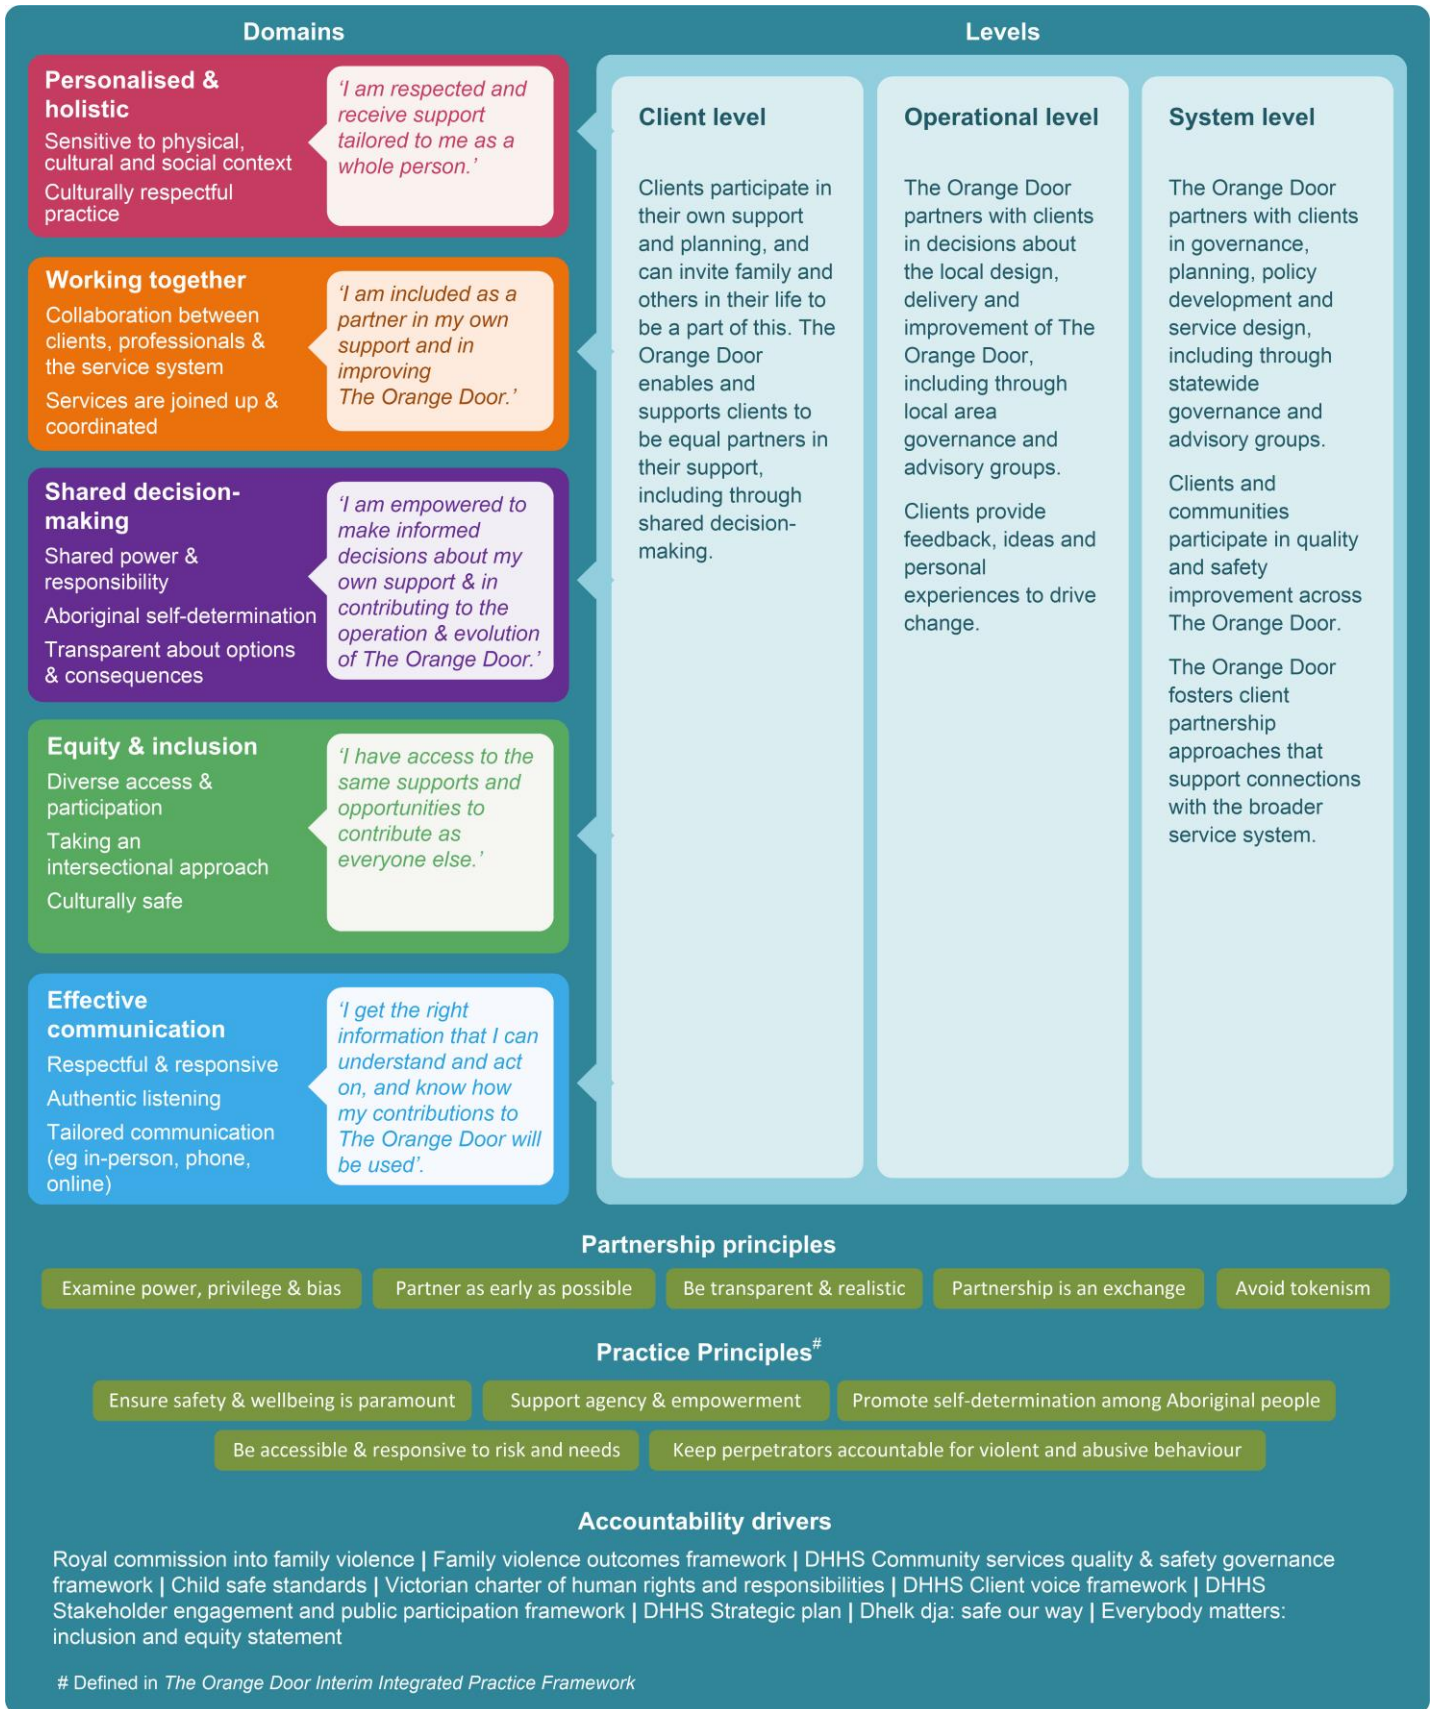 Domains
Personalised &
holistic
Sensitive to physical,
cultural and social context
Culturally respectful
practice
‘I am respected and
receive support
tailored to me as a
whole person.’
Working together
Collaboration between
clients, professionals &
the service system
Services are joined up &
coordinated
‘I am included as a
partner in my own
support and in
improving
The Orange Door.’
Shared decision-
making
Shared power &
responsibility
Aboriginal self-determination
Transparent about options
& consequences
‘I am empowered to
make informed
decisions about my
own support & in
contributing to the
operation & evolution
of The Orange Door.’
Equity & inclusion
Diverse access &
participation
Taking an
intersectional approach
Culturally safe
‘I have access to the
same supports and
opportunities to
contribute as
everyone else.’
Effective
communication
Respectful & responsive
Authentic listening
Tailored communication
(eg in-person, phone,
online)
‘I get the right
information that I can
understand and act
on, and know how
my contributions to
The Orange Door will
be used’.
Levels
Client level
Clients participate in
their own support
and planning, and
can invite family and
others in their life to
be a part of this. The
Orange Door
enables and
supports clients to
be equal partners in
their support,
including through
shared decision-
making.
Operational level
The Orange Door
partners with clients
in decisions about
the local design,
delivery and
improvement of The
Orange Door,
including through
local area
governance and
advisory groups.
Clients provide
feedback, ideas and
personal
experiences to drive
change.
System level
The Orange Door
partners with clients
in governance,
planning, policy
development and
service design,
including through
statewide
governance and
advisory groups.
Clients and
communities
participate in quality
and safety
improvement across
The Orange Door.
The Orange Door
fosters client
partnership
approaches that
support connections
with the broader
service system.
Partnership principles
Examine power, privilege & bias
Partner as early as possible
Be transparent & realistic
Partnership is an exchange
Avoid tokenism
Practice Principles#
Ensure safety & wellbeing is paramount
Support agency & empowerment
Promote self-determination among Aboriginal people
Be accessible & responsive to risk and needs
Keep perpetrators accountable for violent and abusive behaviour
Accountability drivers
Royal commission into family violence | Family violence outcomes framework | DHHS Community services quality & safety governance
framework | Child safe standards | Victorian charter of human rights and responsibilities | DHHS Client voice framework | DHHS
Stakeholder engagement and public participation framework | DHHS Strategic plan | Dhelk dja: safe our way | Everybody matters:
inclusion and equity statement
# Defined in The Orange Door Interim Integrated Practice Framework